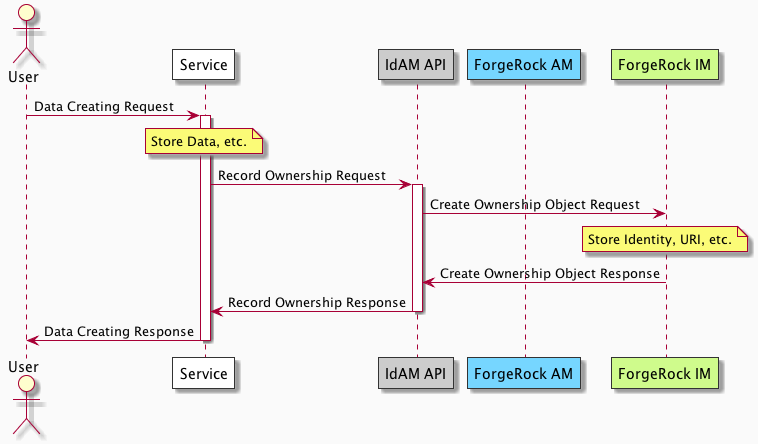 User
Service
IdAM API
ForgeRock AM
ForgeRock IM
Data Creating Request
Store Data, etc.
Record Ownership Request
Create Ownership Object Request
Store Identity, URI, etc.
Create Ownership Object Response
Record Ownership Response
Data Creating Response
User
Service
IdAM API
ForgeRock AM
ForgeRock IM